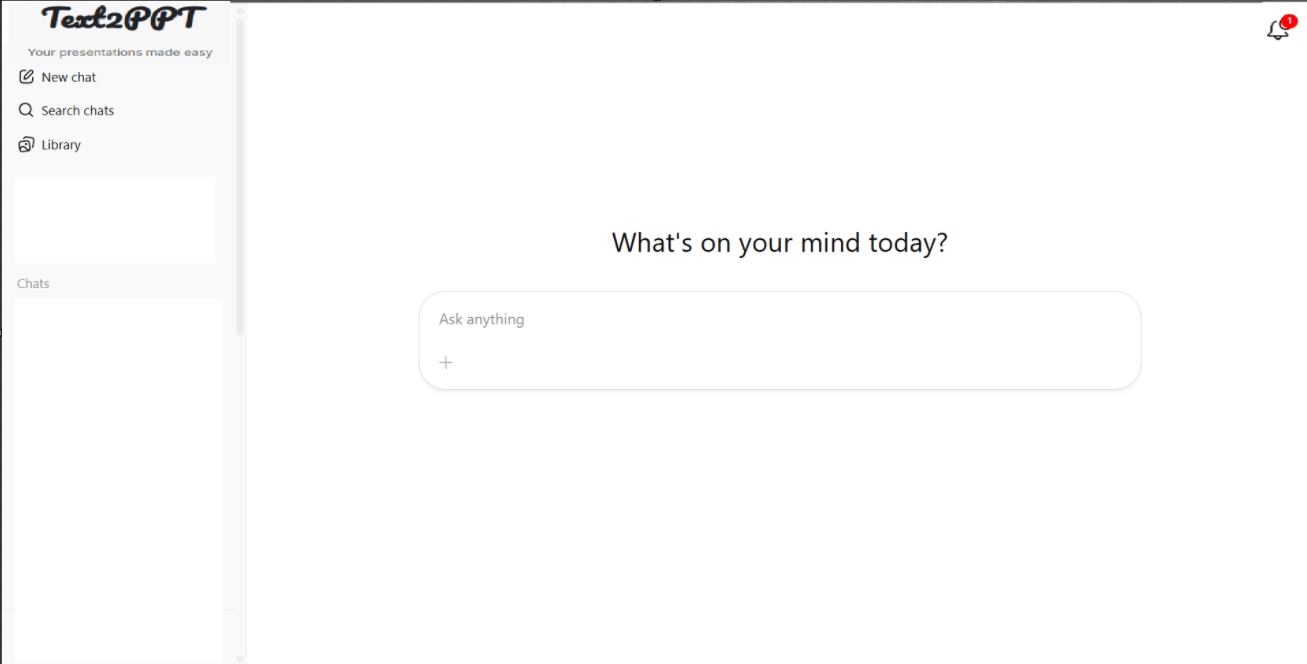 Text2PPT
Your presentations made easy
New chat
Search chats
Library
Chats
1
What's on your mind today?
Ask anything